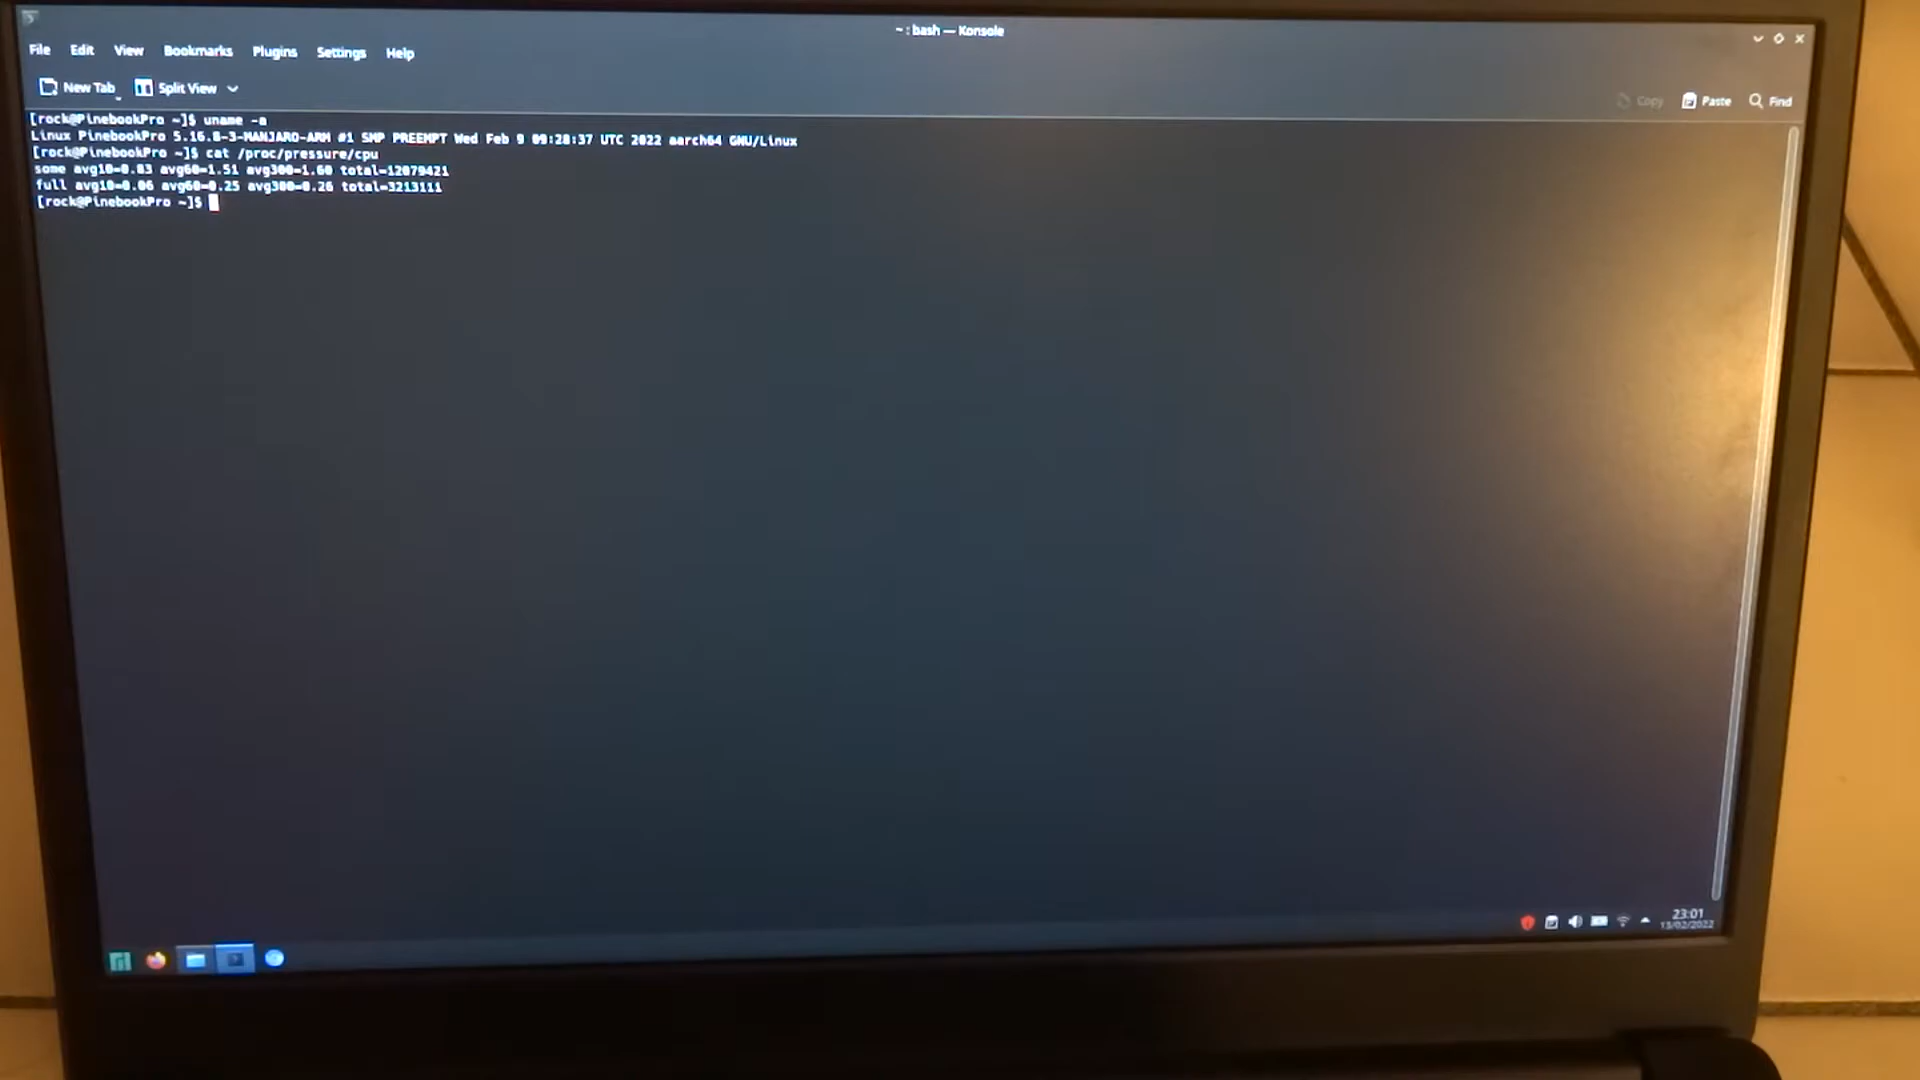 ~ : bash — Konsole
File Edit View Bookmarks Plugins Settings Help
New Tab Split View
Copy Paste Find
[rock@PinebookPro ~]$ uname -a
Linux PinebookPro 5.16.8-3-MANJARO-ARM #1 SMP PREEMPT Wed Feb 9 09:28:37 UTC 2022 aarch64 GNU/Linux
[rock@PinebookPro ~]$ cat /proc/pressure/cpu
some avg10=0.83 avg60=1.51 avg300=1.60 total=12079421
full avg10=0.06 avg60=0.25 avg300=0.26 total=3213111
[rock@PinebookPro ~]$
23:01
13/02/2022